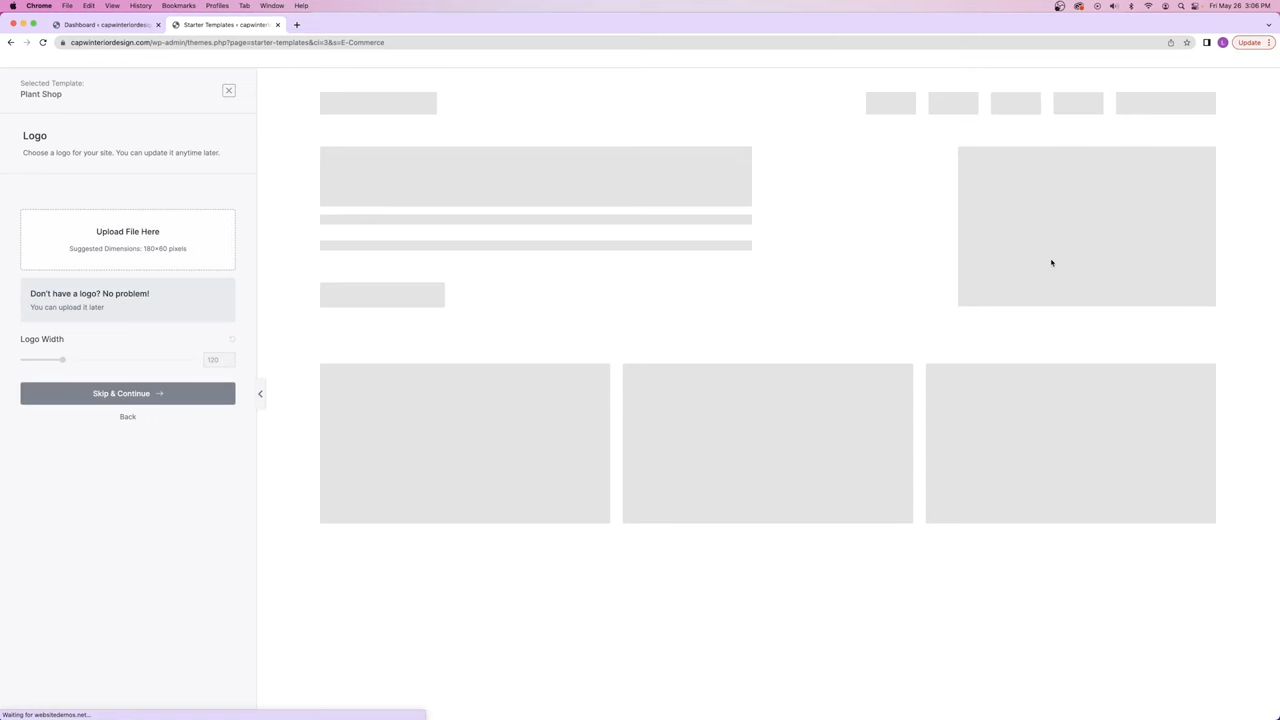 Chrome File Edit View History Bookmarks Profiles Tab Window Help Fri May 26 3:06 PM
Dashboard ‹ capwinteriordesig Starter Templates ‹ capwinterio
capwinteriordesign.com/wp-admin/themes.php?page=starter-templates&ci=3&s=E-Commerce L Update
Selected Template:
Plant Shop
Logo
Choose a logo for your site. You can update it anytime later.
Upload File Here
Suggested Dimensions: 180×60 pixels
Don't have a logo? No problem!
You can upload it later
Logo Width
120
Skip & Continue →
Back
Waiting for websitedemos.net...